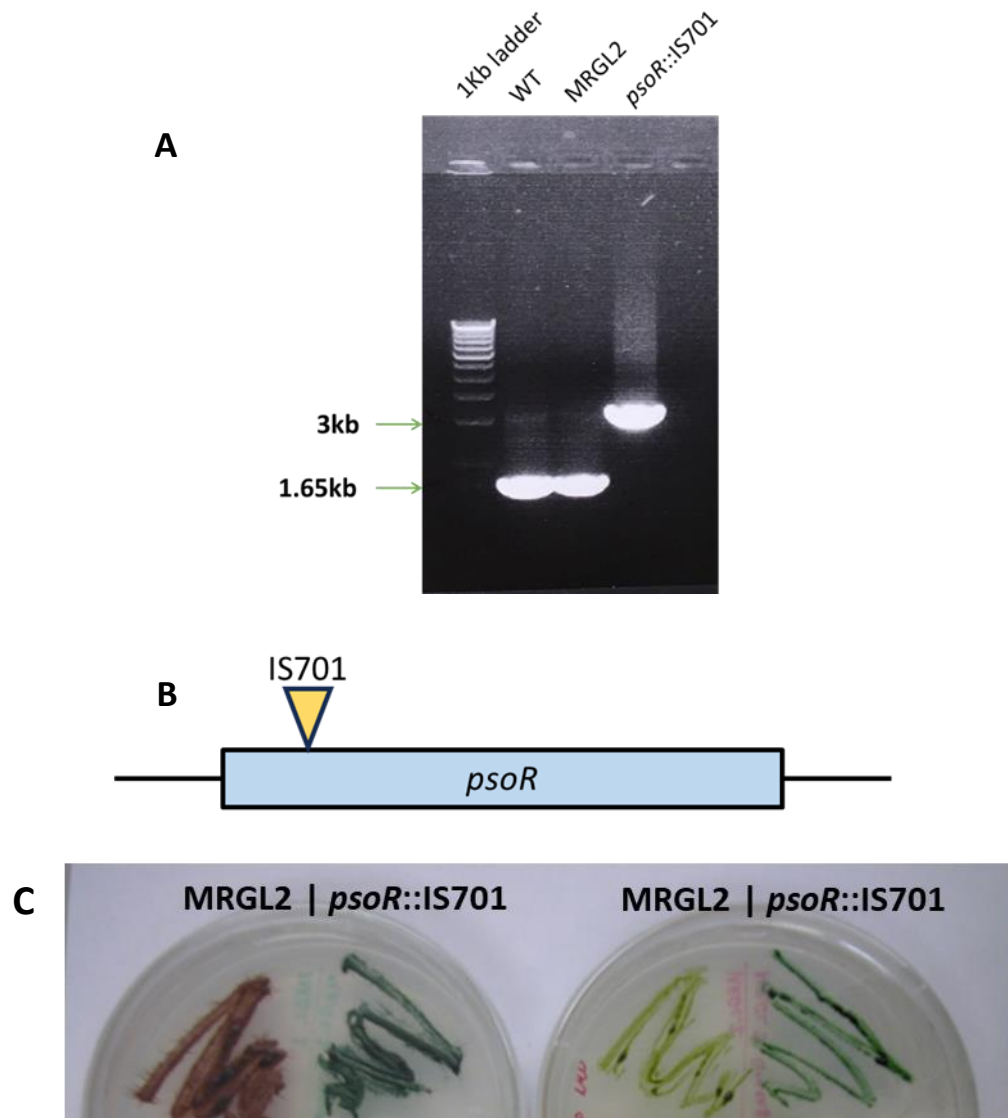 1Kb ladder
WT
MRGL2
psoR::IS701
A
3kb
1.65kb
IS701
B
psoR
C
MRGL2 | psoR::IS701
MRGL2 | psoR::IS701